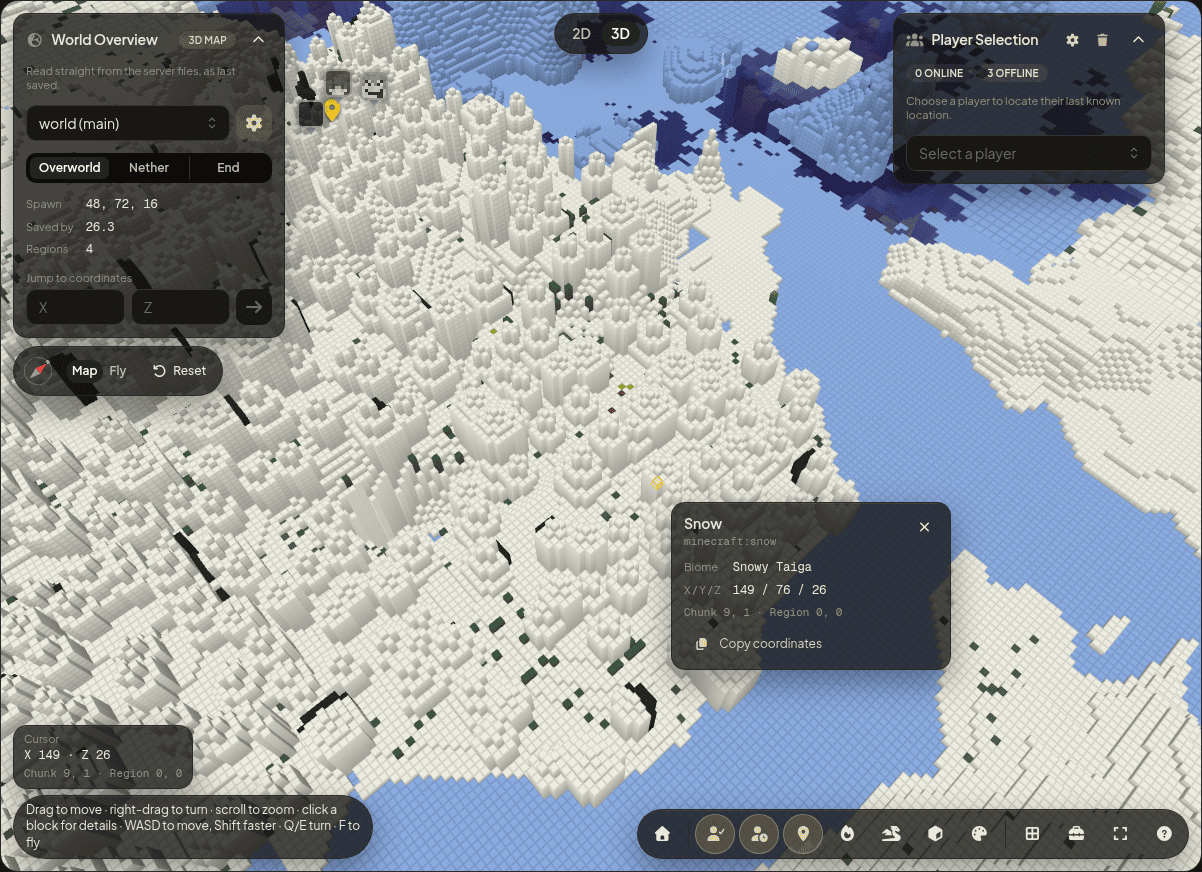 World Overview
3D MAP
Read straight from the server files, as last
saved.
world (main)
Overworld
Nether
End
Spawn 48, 72, 16
Saved by 26.3
Regions 4
Jump to coordinates
X
Z
Map
Fly
Reset
2D
3D
Player Selection
0 ONLINE
3 OFFLINE
Choose a player to locate their last known
location.
Select a player
Snow
minecraft:snow
Biome Snowy Taiga
X/Y/Z 149 / 76 / 26
Chunk 9, 1 · Region 0, 0
Copy coordinates
Cursor
X 149 · Z 26
Chunk 9, 1 · Region 0, 0
Drag to move · right-drag to turn · scroll to zoom · click a
block for details · WASD to move, Shift faster · Q/E turn · F to
fly